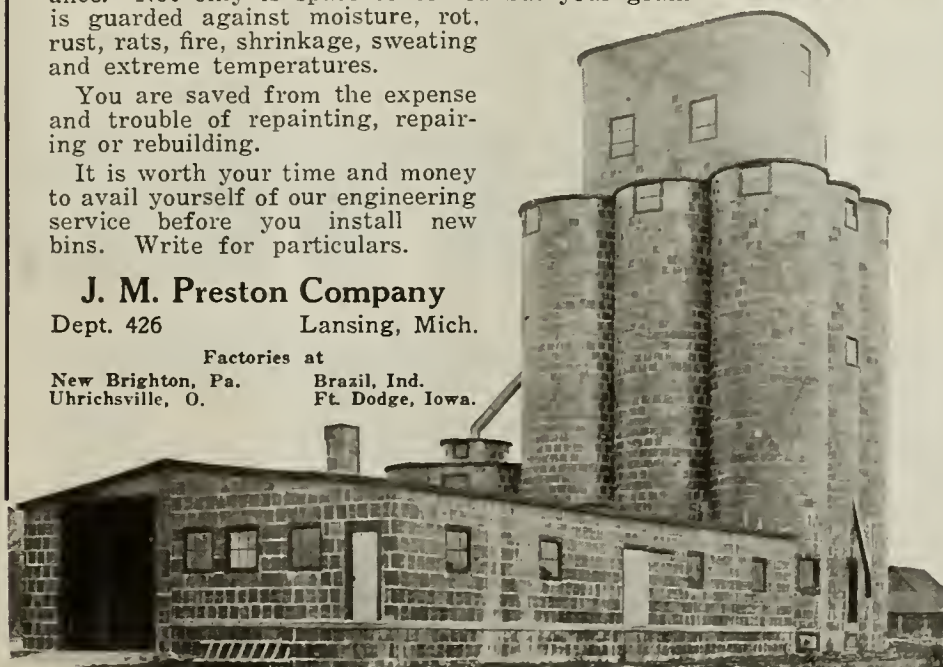 is guarded against moisture, rot,
rust, rats, fire, shrinkage, sweating
and extreme temperatures.
You are saved from the expense
and trouble of repainting, repair-
ing or rebuilding.
It is worth your time and money
to avail yourself of our engineering
service before you install new
bins. Write for particulars.
J. M. Preston Company
Dept. 426 Lansing, Mich.
Factories at
New Brighton, Pa. Brazil, Ind.
Uhrichsville, O. Ft. Dodge, Iowa.